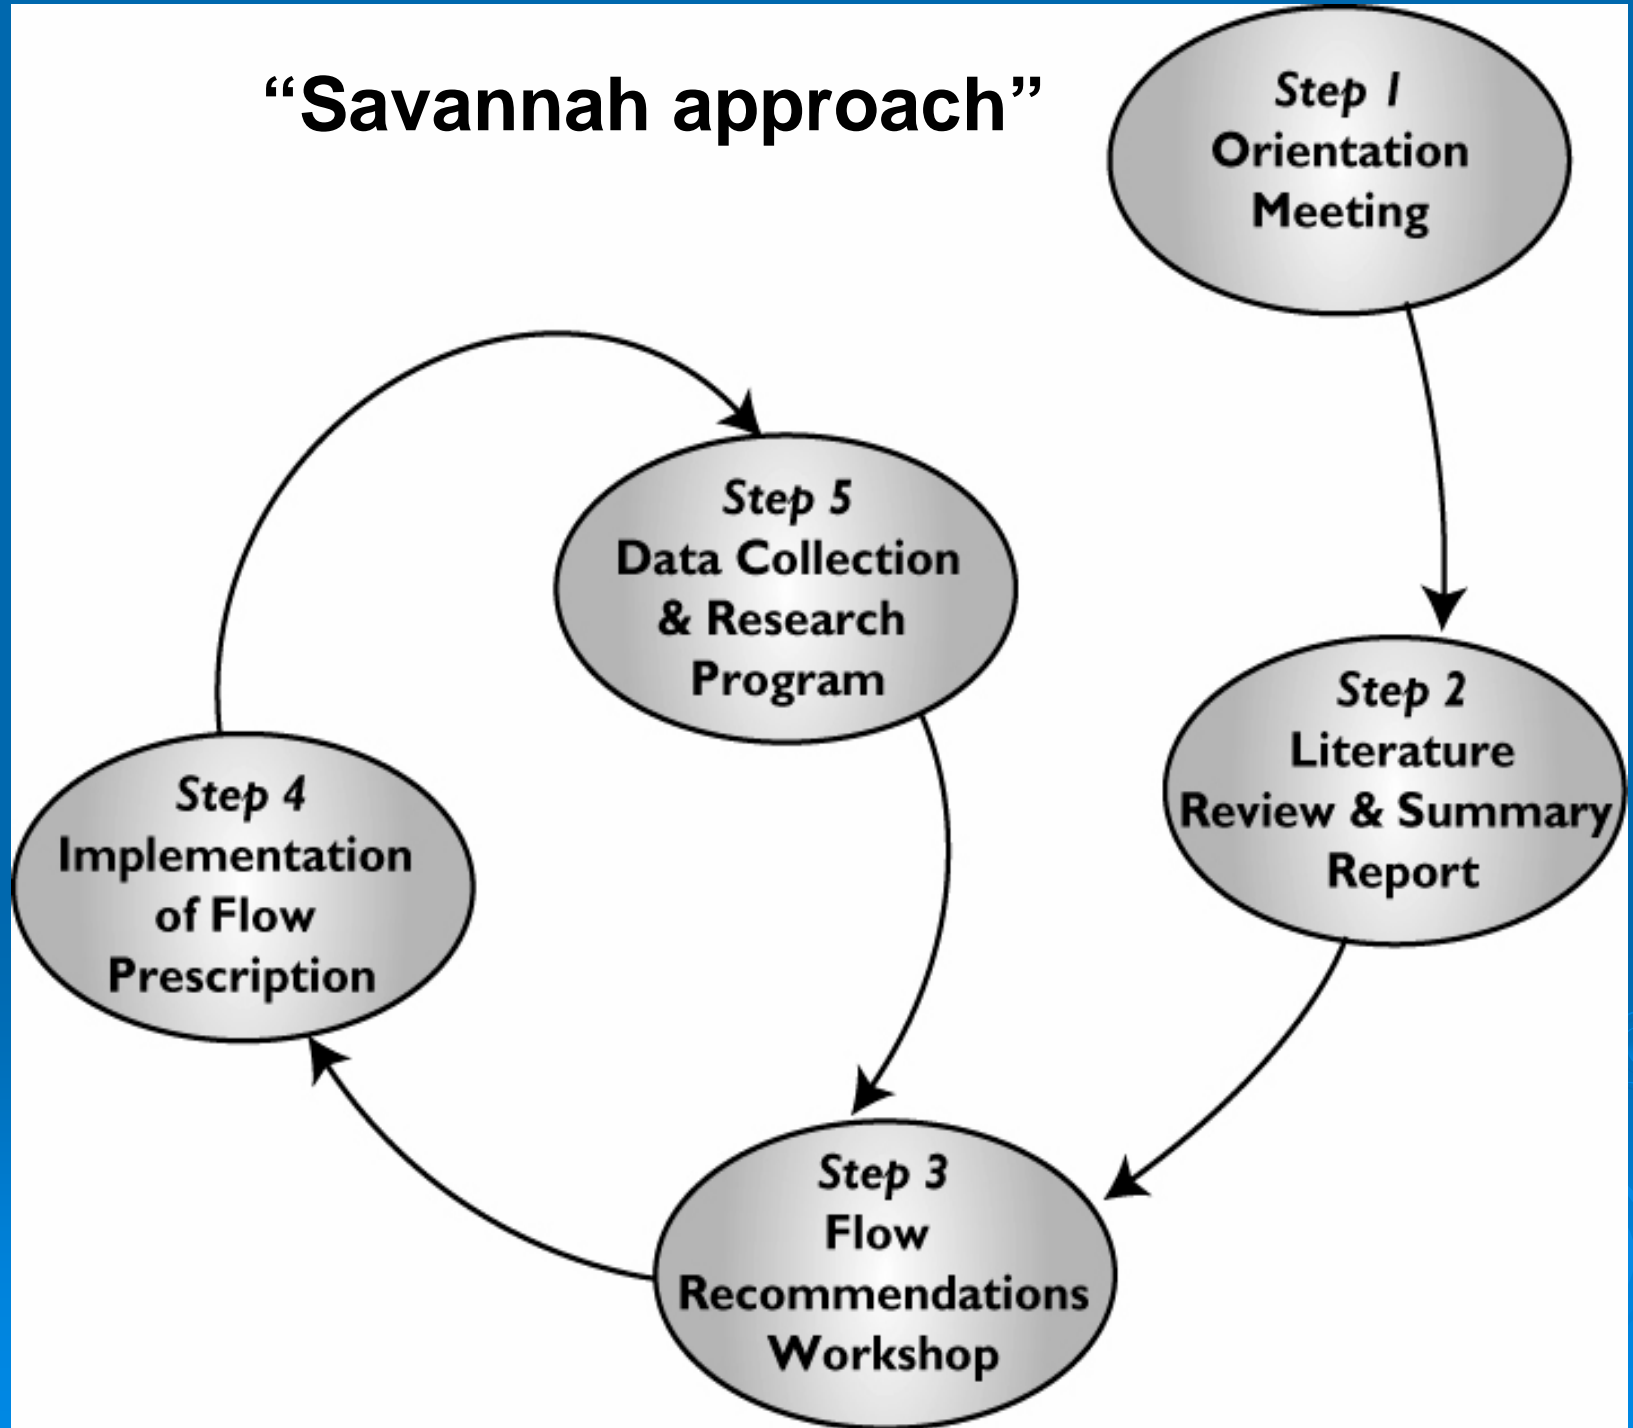 “Savannah approach”
Step 1
Orientation
Meeting
Step 2
Literature
Review & Summary
Report
Step 3
Flow
Recommendations
Workshop
Step 4
Implementation
of Flow
Prescription
Step 5
Data Collection
& Research
Program